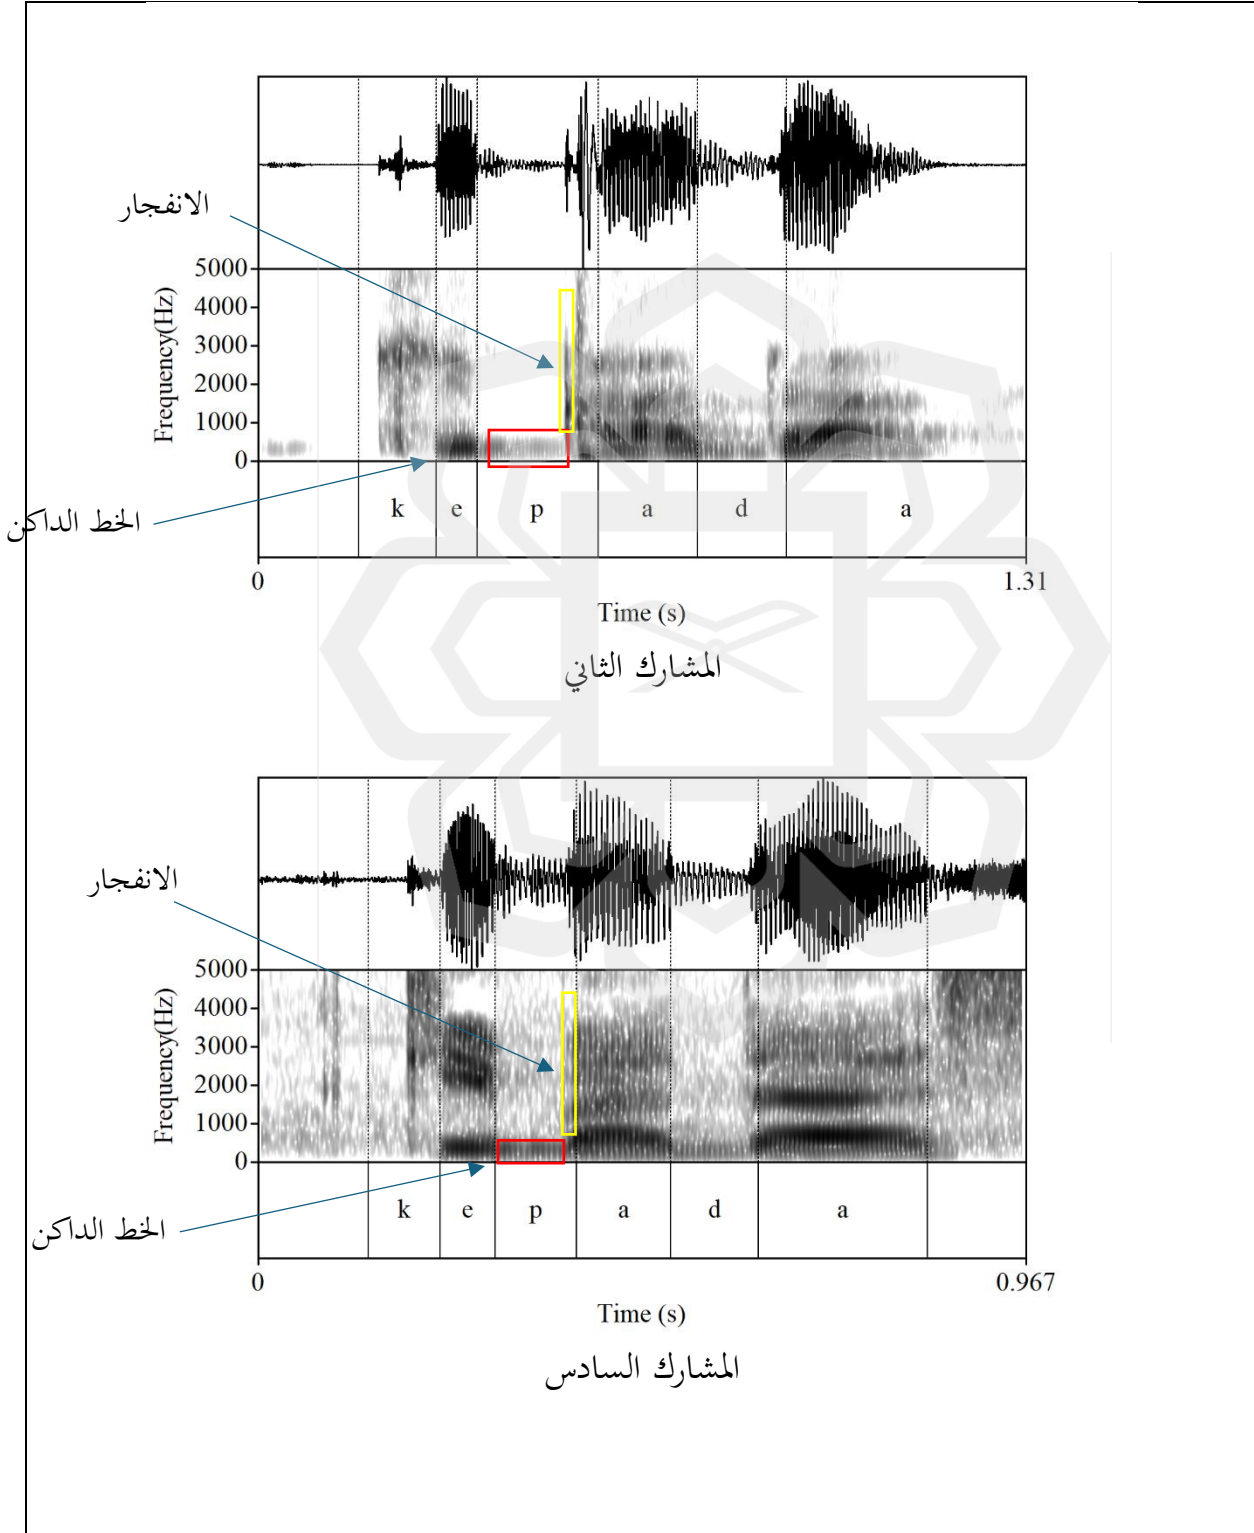 الانفجار
5000
4000
3000
2000
1000
0
Frequency(Hz)
الخط الداكن
k e p a d a
0 1.31
Time (s)
المشارك الثاني
الانفجار
5000
4000
3000
2000
1000
0
Frequency(Hz)
الخط الداكن
k e p a d a
0 0.967
Time (s)
المشارك السادس